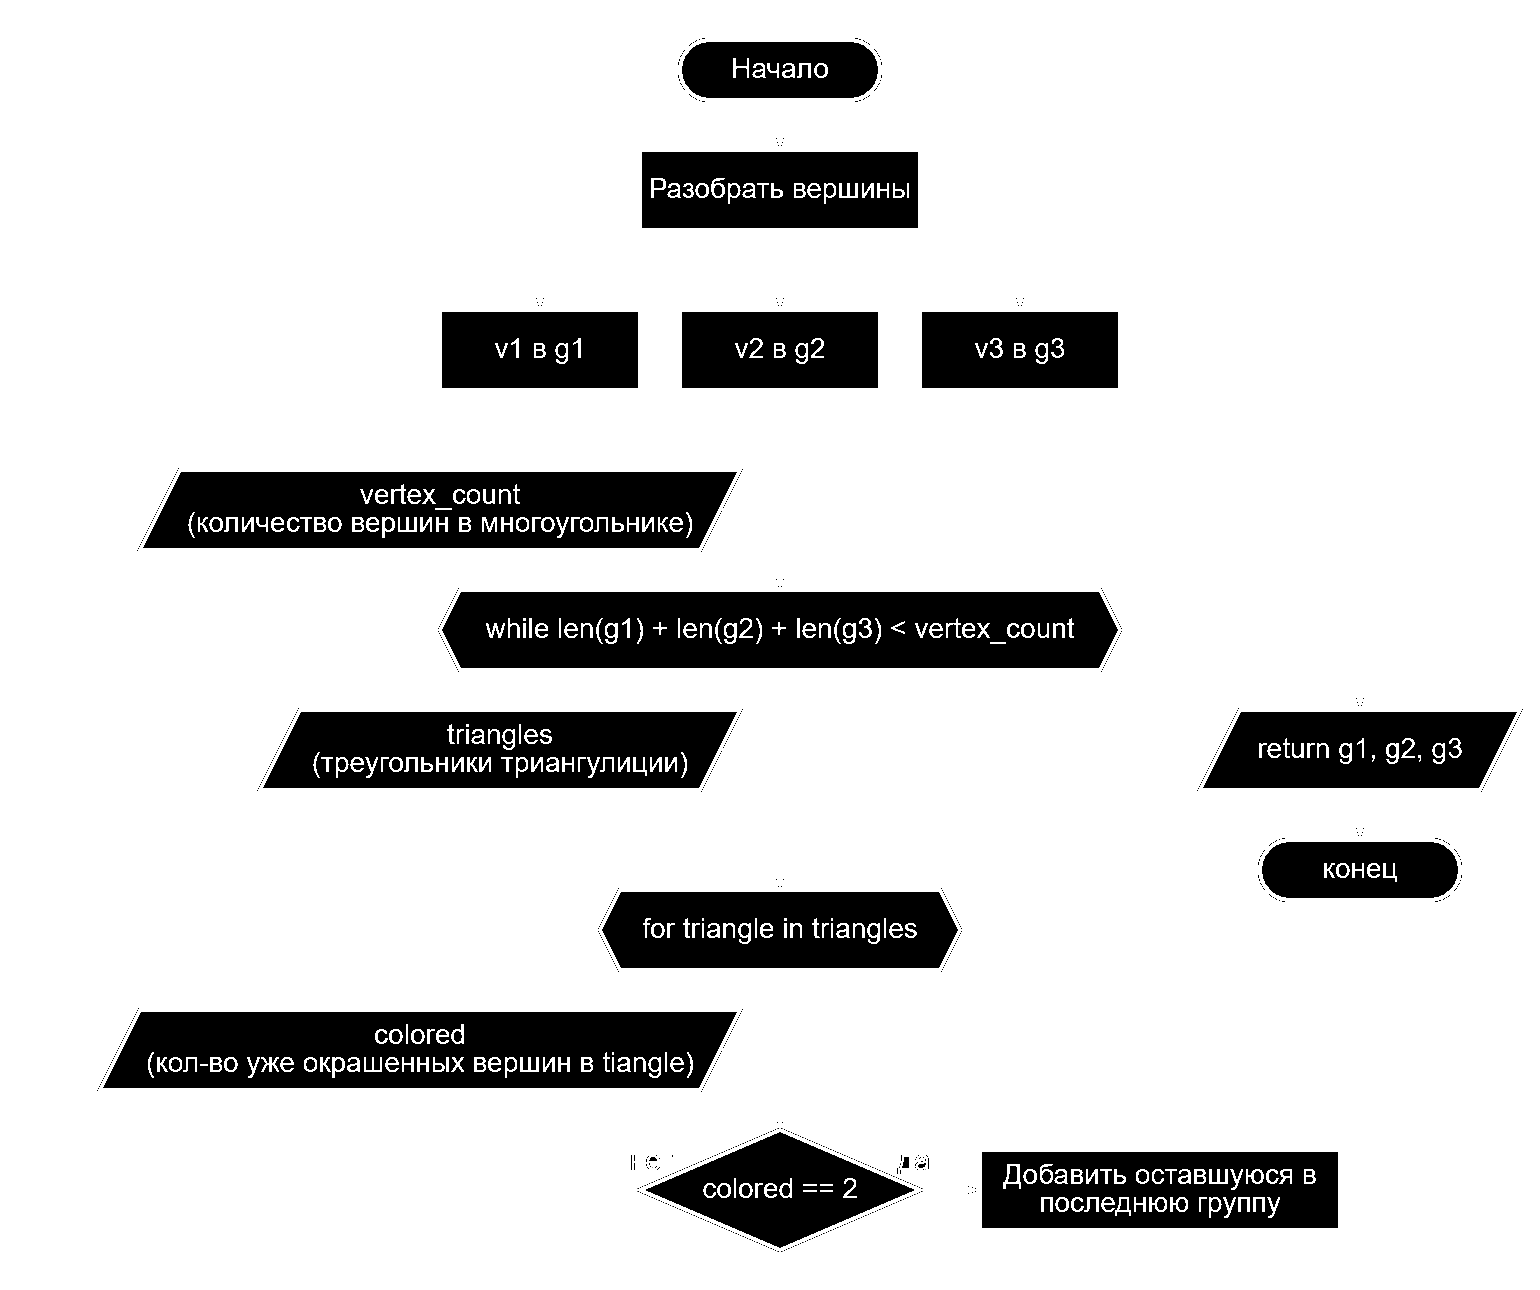 Начало
Разобрать вершины
v1 в g1
v2 в g2
v3 в g3
vertex_count
(количество вершин в многоугольнике)
while len(g1) + len(g2) + len(g3) < vertex_count
triangles
(треугольники триангулиции)
return g1, g2, g3
конец
for triangle in triangles
colored
(кол-во уже окрашенных вершин в tiangle)
нет
да
colored == 2
Добавить оставшуюся в
последнюю группу